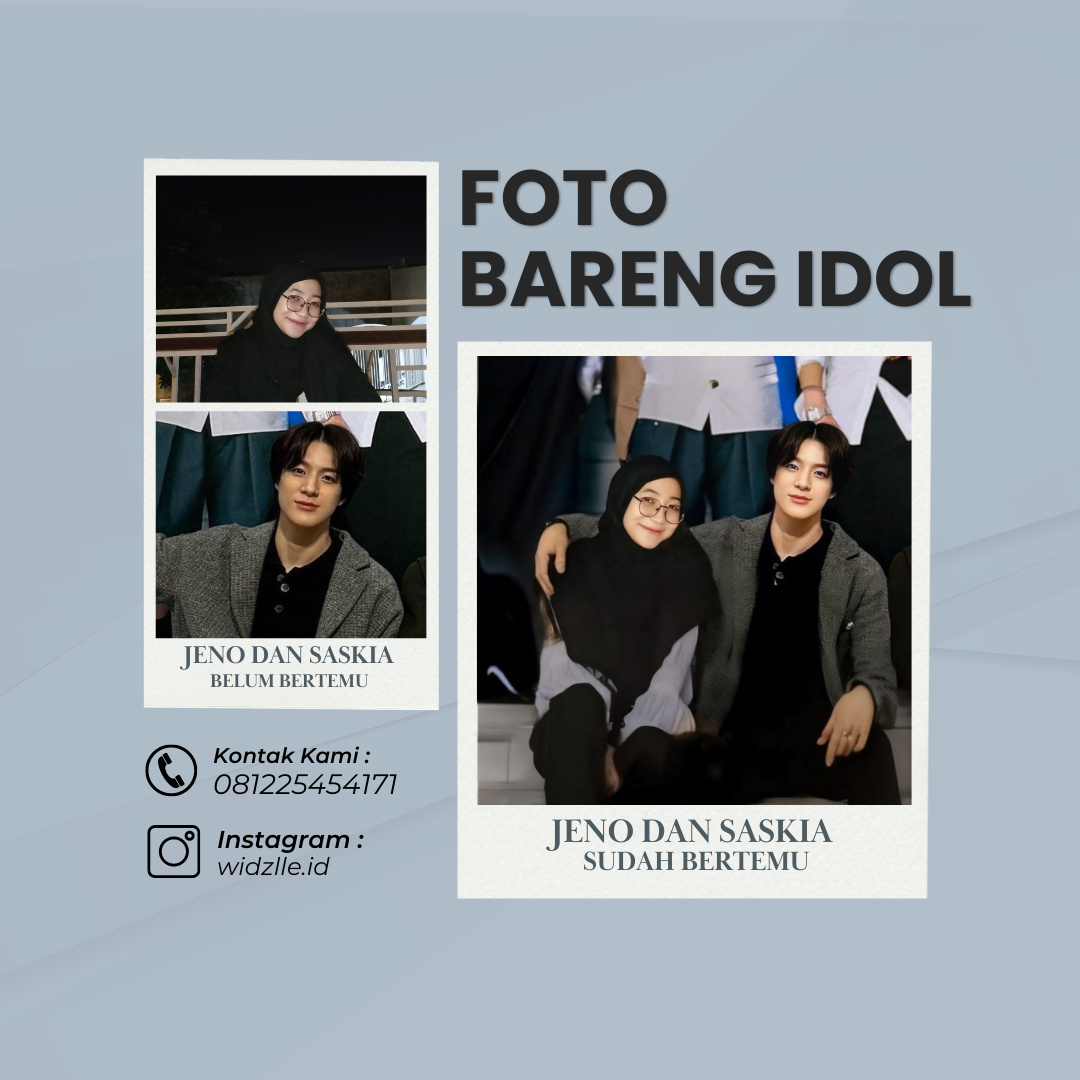 FOTO
BARENG IDOL
JENO DAN SASKIA
BELUM BERTEMU
Kontak Kami :
081225454171
Instagram :
widzlle.id
JENO DAN SASKIA
SUDAH BERTEMU